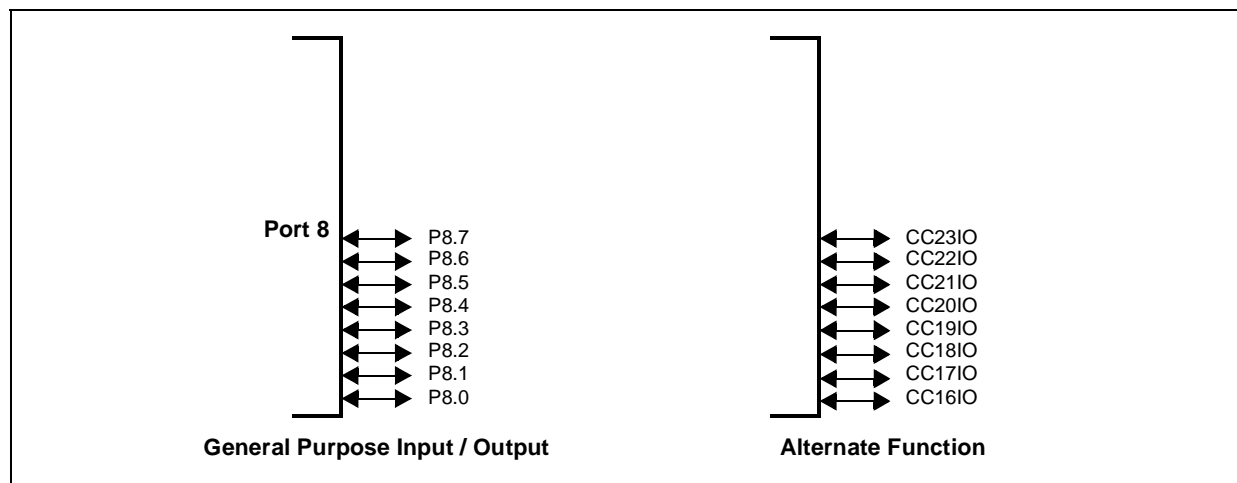 Port 8
P8.7
P8.6
P8.5
P8.4
P8.3
P8.2
P8.1
P8.0
General Purpose Input / Output
CC23IO
CC22IO
CC21IO
CC20IO
CC19IO
CC18IO
CC17IO
CC16IO
Alternate Function